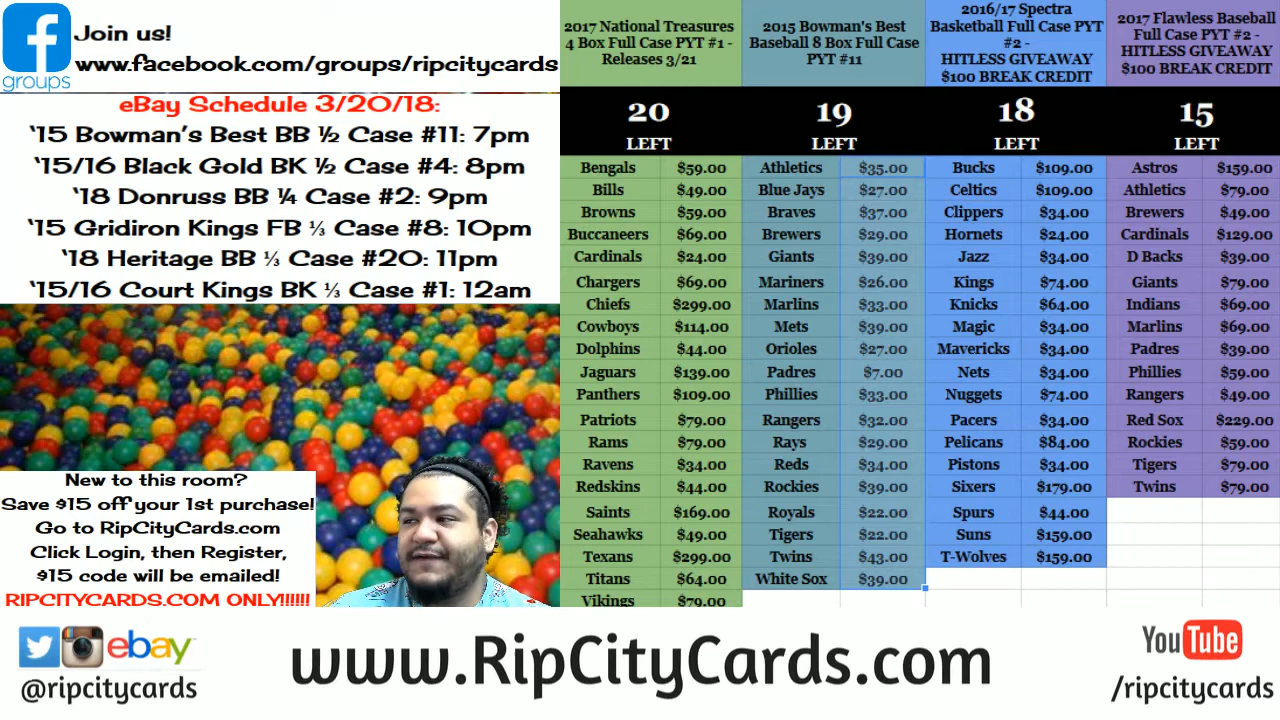 Join us!
www.facebook.com/groups/ripcitycards
groups
eBay Schedule 3/20/18:
‘15 Bowman’s Best BB ½ Case #11: 7pm
‘15/16 Black Gold BK ½ Case #4: 8pm
‘18 Donruss BB ¼ Case #2: 9pm
‘15 Gridiron Kings FB ⅓ Case #8: 10pm
‘18 Heritage BB ⅓ Case #20: 11pm
‘15/16 Court Kings BK ⅓ Case #1: 12am
New to this room?
Save $15 off your 1st purchase!
Go to RipCityCards.com
Click Login, then Register,
$15 code will be emailed!
RIPCITYCARDS.COM ONLY!!!!!!
2017 National Treasures
4 Box Full Case PYT #1 -
Releases 3/21
20
LEFT
Bengals $59.00
Bills $49.00
Browns $59.00
Buccaneers $69.00
Cardinals $24.00
Chargers $69.00
Chiefs $299.00
Cowboys $114.00
Dolphins $44.00
Jaguars $139.00
Panthers $109.00
Patriots $79.00
Rams $79.00
Ravens $34.00
Redskins $44.00
Saints $169.00
Seahawks $49.00
Texans $299.00
Titans $64.00
Vikings $79.00
2015 Bowman's Best
Baseball 8 Box Full Case
PYT #11
19
LEFT
Athletics $35.00
Blue Jays $27.00
Braves $37.00
Brewers $29.00
Giants $39.00
Mariners $26.00
Marlins $33.00
Mets $39.00
Orioles $27.00
Padres $7.00
Phillies $33.00
Rangers $32.00
Rays $29.00
Reds $34.00
Rockies $39.00
Royals $22.00
Tigers $22.00
Twins $43.00
White Sox $39.00
2016/17 Spectra
Basketball Full Case PYT
#2 -
HITLESS GIVEAWAY
$100 BREAK CREDIT
18
LEFT
Bucks $109.00
Celtics $109.00
Clippers $34.00
Hornets $24.00
Jazz $34.00
Kings $74.00
Knicks $64.00
Magic $34.00
Mavericks $34.00
Nets $34.00
Nuggets $74.00
Pacers $34.00
Pelicans $84.00
Pistons $34.00
Sixers $179.00
Spurs $44.00
Suns $159.00
T-Wolves $159.00
2017 Flawless Baseball
Full Case PYT #2 -
HITLESS GIVEAWAY
$100 BREAK CREDIT
15
LEFT
Astros $159.00
Athletics $79.00
Brewers $49.00
Cardinals $129.00
D Backs $39.00
Giants $79.00
Indians $69.00
Marlins $69.00
Padres $39.00
Phillies $59.00
Rangers $49.00
Red Sox $229.00
Rockies $59.00
Tigers $79.00
Twins $79.00
ebay
@ripcitycards
www.RipCityCards.com
YouTube
/ripcitycards